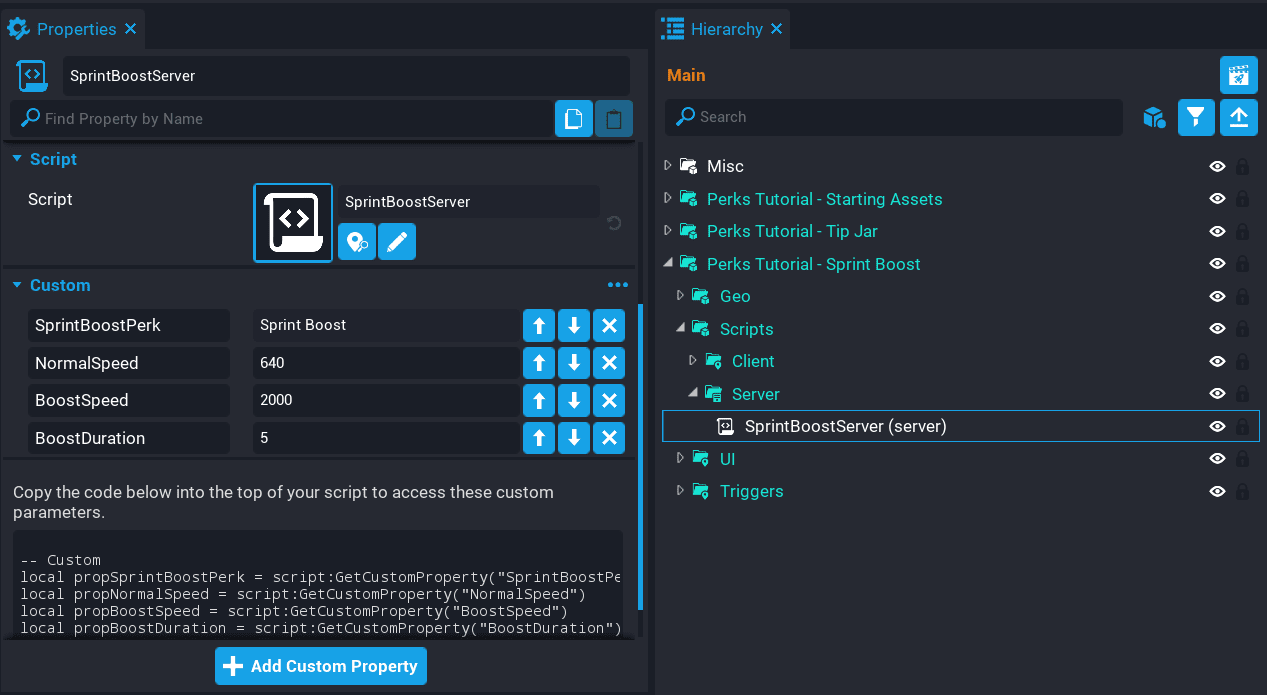 Properties
SprintBoostServer
Find Property by Name
Script
Script
SprintBoostServer
Custom
SprintBoostPerk
Sprint Boost
NormalSpeed
640
BoostSpeed
2000
BoostDuration
5
Copy the code below into the top of your script to access these custom
parameters.
-- Custom
local propSprintBoostPerk = script:GetCustomProperty("SprintBoostPe
local propNormalSpeed = script:GetCustomProperty("NormalSpeed")
local propBoostSpeed = script:GetCustomProperty("BoostSpeed")
local propBoostDuration = script:GetCustomProperty("BoostDuration")
Add Custom Property
Hierarchy
Main
Search
Misc
Perks Tutorial - Starting Assets
Perks Tutorial - Tip Jar
Perks Tutorial - Sprint Boost
Geo
Scripts
Client
Server
SprintBoostServer (server)
UI
Triggers